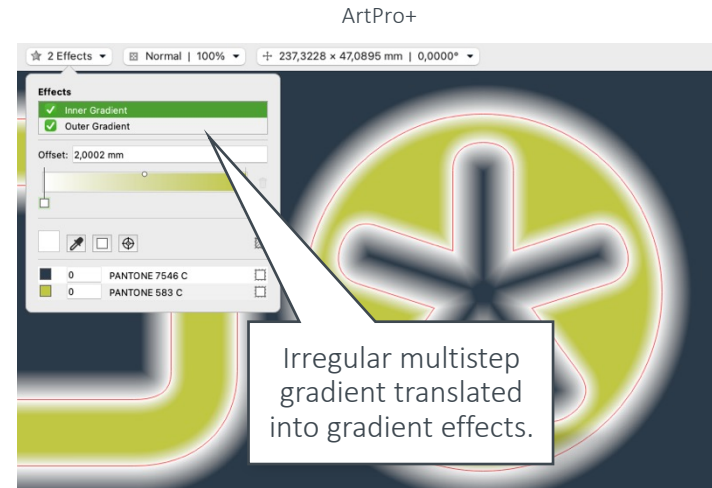 ArtPro+
2 Effects Normal | 100% 237,3228 × 47,0895 mm | 0,0000°
Effects
Inner Gradient
Outer Gradient
Offset: 2,0002 mm
0 PANTONE 7546 C
0 PANTONE 583 C
Irregular multistep
gradient translated
into gradient effects.